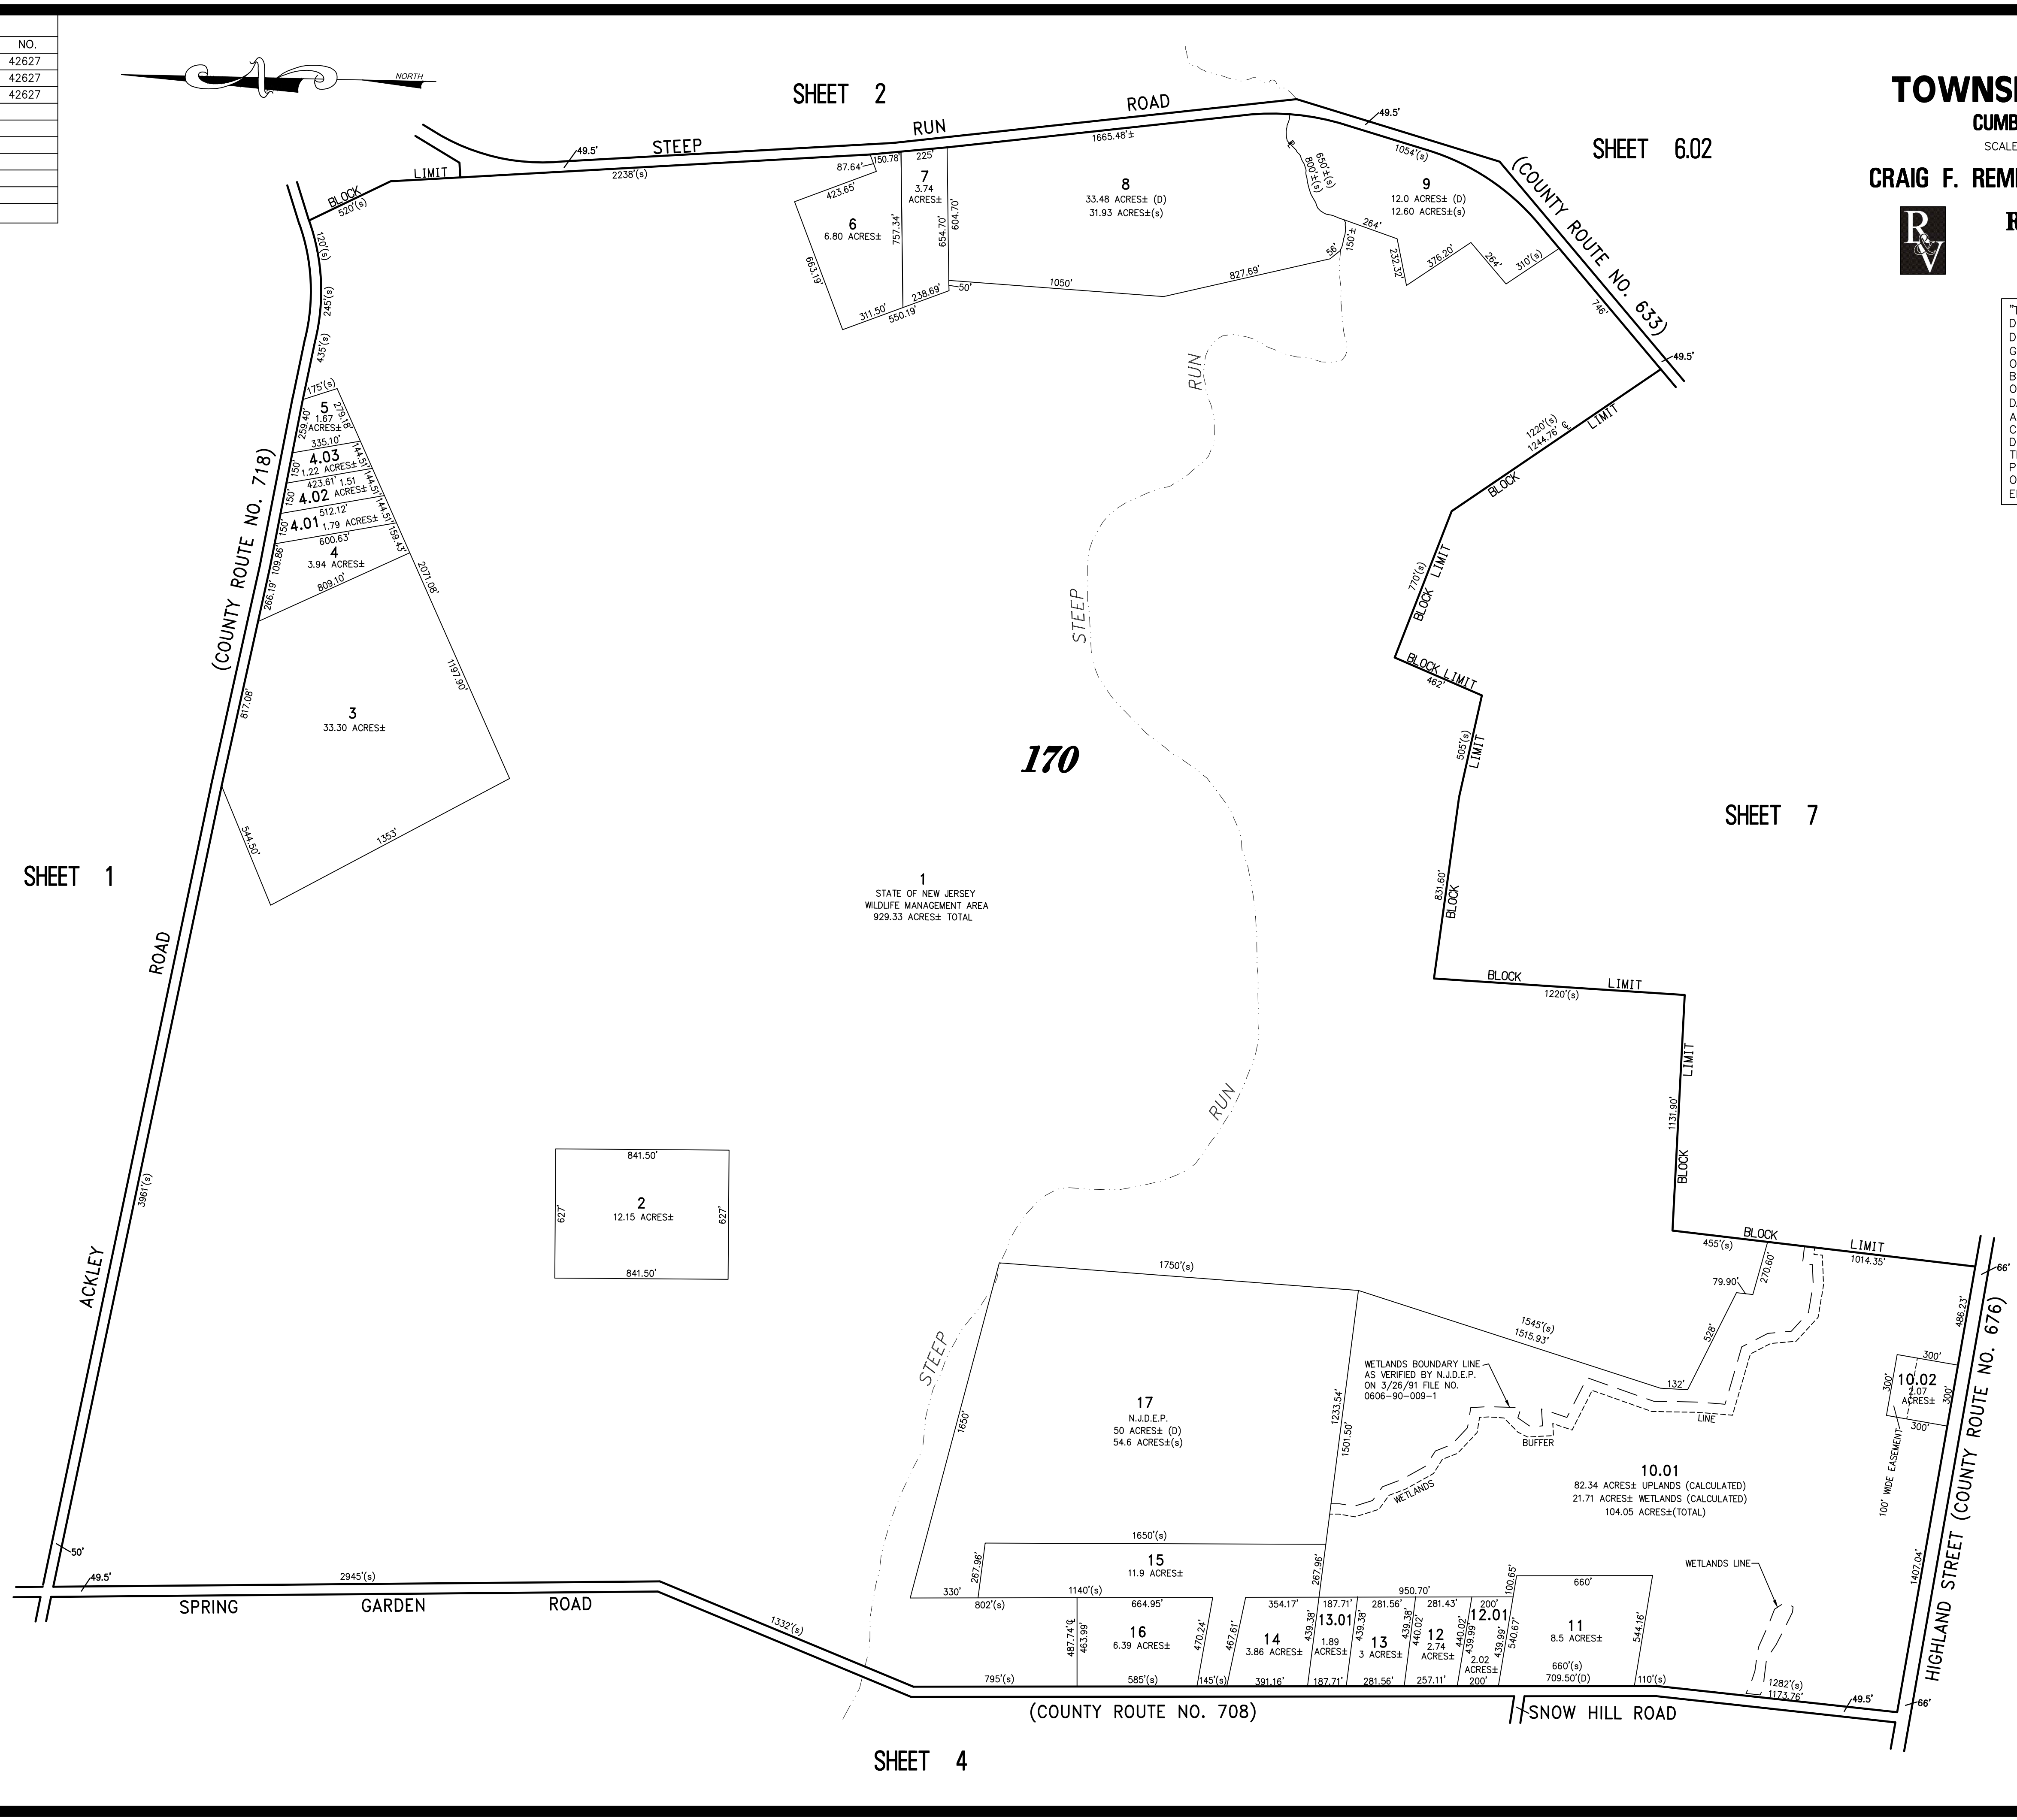 NO.
42627
42627
42627
NORTH
SHEET 2
SHEET 6.02
SHEET 7
SHEET 1
SHEET 4
CRAIG F.
SCALE
R&V
STEEP RUN ROAD
(COUNTY ROUTE NO. 633)
49.5'
49.5'
49.5'
BLOCK LIMIT
520'(s)
2238'(s)
150.78'
87.64'
225'
1665.48'±
1054'(s)
746'
120'(s)
245'(s)
435'(s)
6
6.80 ACRES±
423.65'
663.19'
311.50'
757.34'
7
3.74
ACRES±
654.70'
604.70'
238.69'
550.19'
50'
8
33.48 ACRES± (D)
31.93 ACRES±(s)
1050'
827.69'
56'
150'±
650'±(s)
800'±(s)
9
12.0 ACRES± (D)
12.60 ACRES±(s)
264'
232.32'
376.20'
264'
310'(s)
175'(s)
5
1.67
ACRES±
259.40'
279.18'
335.10'
4.03
1.22 ACRES±
150'
144.51'
423.61'
4.02
1.51
ACRES±
150'
144.51'
512.12'
4.01
1.79 ACRES±
150'
144.51'
600.63'
4
3.94 ACRES±
109.86'
266.19'
159.43'
809.10'
2071.08'
1197.90'
3
33.30 ACRES±
817.08'
544.50'
1353'
(COUNTY ROUTE NO. 718)
ACKLEY ROAD
3961'(s)
50'
170
STEEP RUN
STEEP RUN
1
STATE OF NEW JERSEY
WILDLIFE MANAGEMENT AREA
929.33 ACRES± TOTAL
1220'(s)
1244.76' ℄
BLOCK LIMIT
770'(s)
BLOCK LIMIT
BLOCK LIMIT
462'
505'(s)
LIMIT
831.60'
BLOCK
BLOCK LIMIT
1220'(s)
LIMIT
1131.90'
BLOCK
BLOCK LIMIT
455'(s)
1014.35'
841.50'
2
12.15 ACRES±
627'
627'
841.50'
1750'(s)
17
N.J.D.E.P.
50 ACRES± (D)
54.6 ACRES±(s)
1650'
1233.54'
1501.50'
1545'(s)
1515.93'
79.90'
270.60'
528'
132'
WETLANDS BOUNDARY LINE
AS VERIFIED BY N.J.D.E.P.
ON 3/26/91 FILE NO.
0606-90-009-1
WETLANDS
BUFFER
LINE
10.01
82.34 ACRES± UPLANDS (CALCULATED)
21.71 ACRES± WETLANDS (CALCULATED)
104.05 ACRES±(TOTAL)
10.02
2.07
ACRES±
300'
300'
300'
300'
100' WIDE EASEMENT
486.23'
1407.04'
66'
66'
HIGHLAND STREET (COUNTY ROUTE NO. 676)
WETLANDS LINE
1650'(s)
15
11.9 ACRES±
267.96'
267.96'
330'
1140'(s)
802'(s)
664.95'
16
6.39 ACRES±
487.74'℄
463.99'
470.24'
467.61'
354.17'
14
3.86 ACRES±
439.38'
187.71'
13.01
1.89
ACRES±
439.38'
950.70'
281.56'
13
3 ACRES±
439.38'
440.02'
281.43'
12
2.74
ACRES±
440.02'
439.99'
200'
12.01
2.02
ACRES±
439.99'
540.67'
100.65'
660'
11
8.5 ACRES±
544.16'
795'(s)
585'(s)
145'(s)
391.16'
187.71'
281.56'
257.11'
200'
660'(s)
709.50'(D)
110'(s)
1282'(s)
1173.76'
49.5'
49.5'
2945'(s)
SPRING GARDEN ROAD
1332'(s)
(COUNTY ROUTE NO. 708)
SNOW HILL ROAD